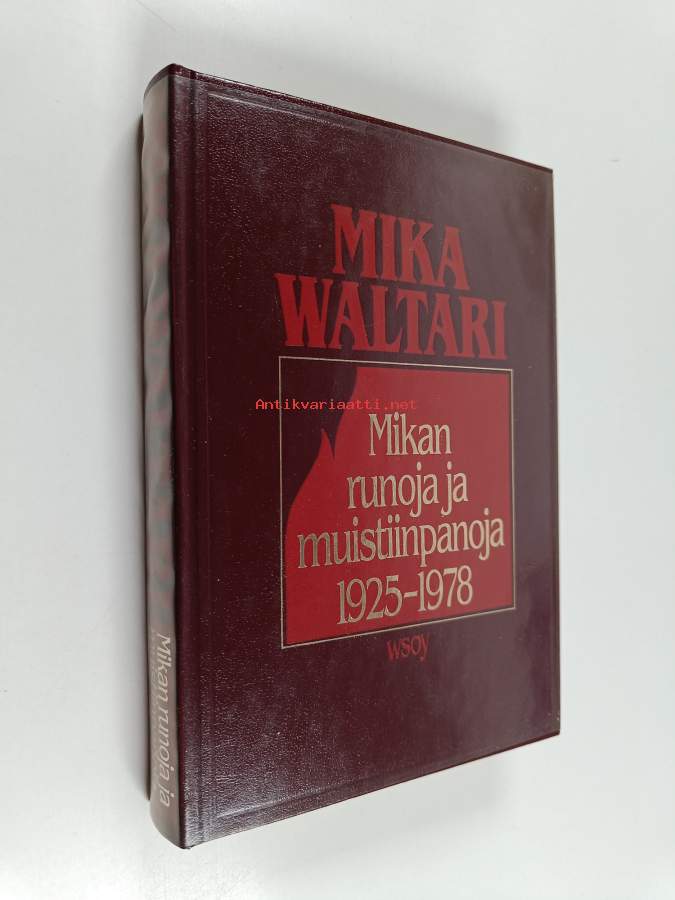 MIKA
WALTARI
Antikvariaatti.net
Mikan
runoja ja
muistiinpanoja
1925–1978
wsoy
Mikan runoja ja